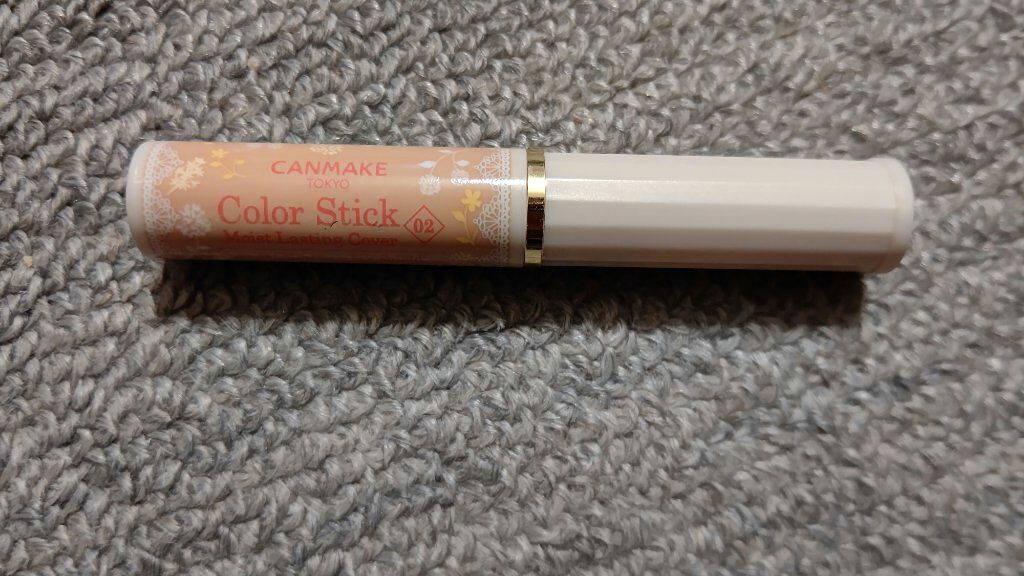 CANMAKE
TOKYO
Color Stick 02
Moist Lasting Cover